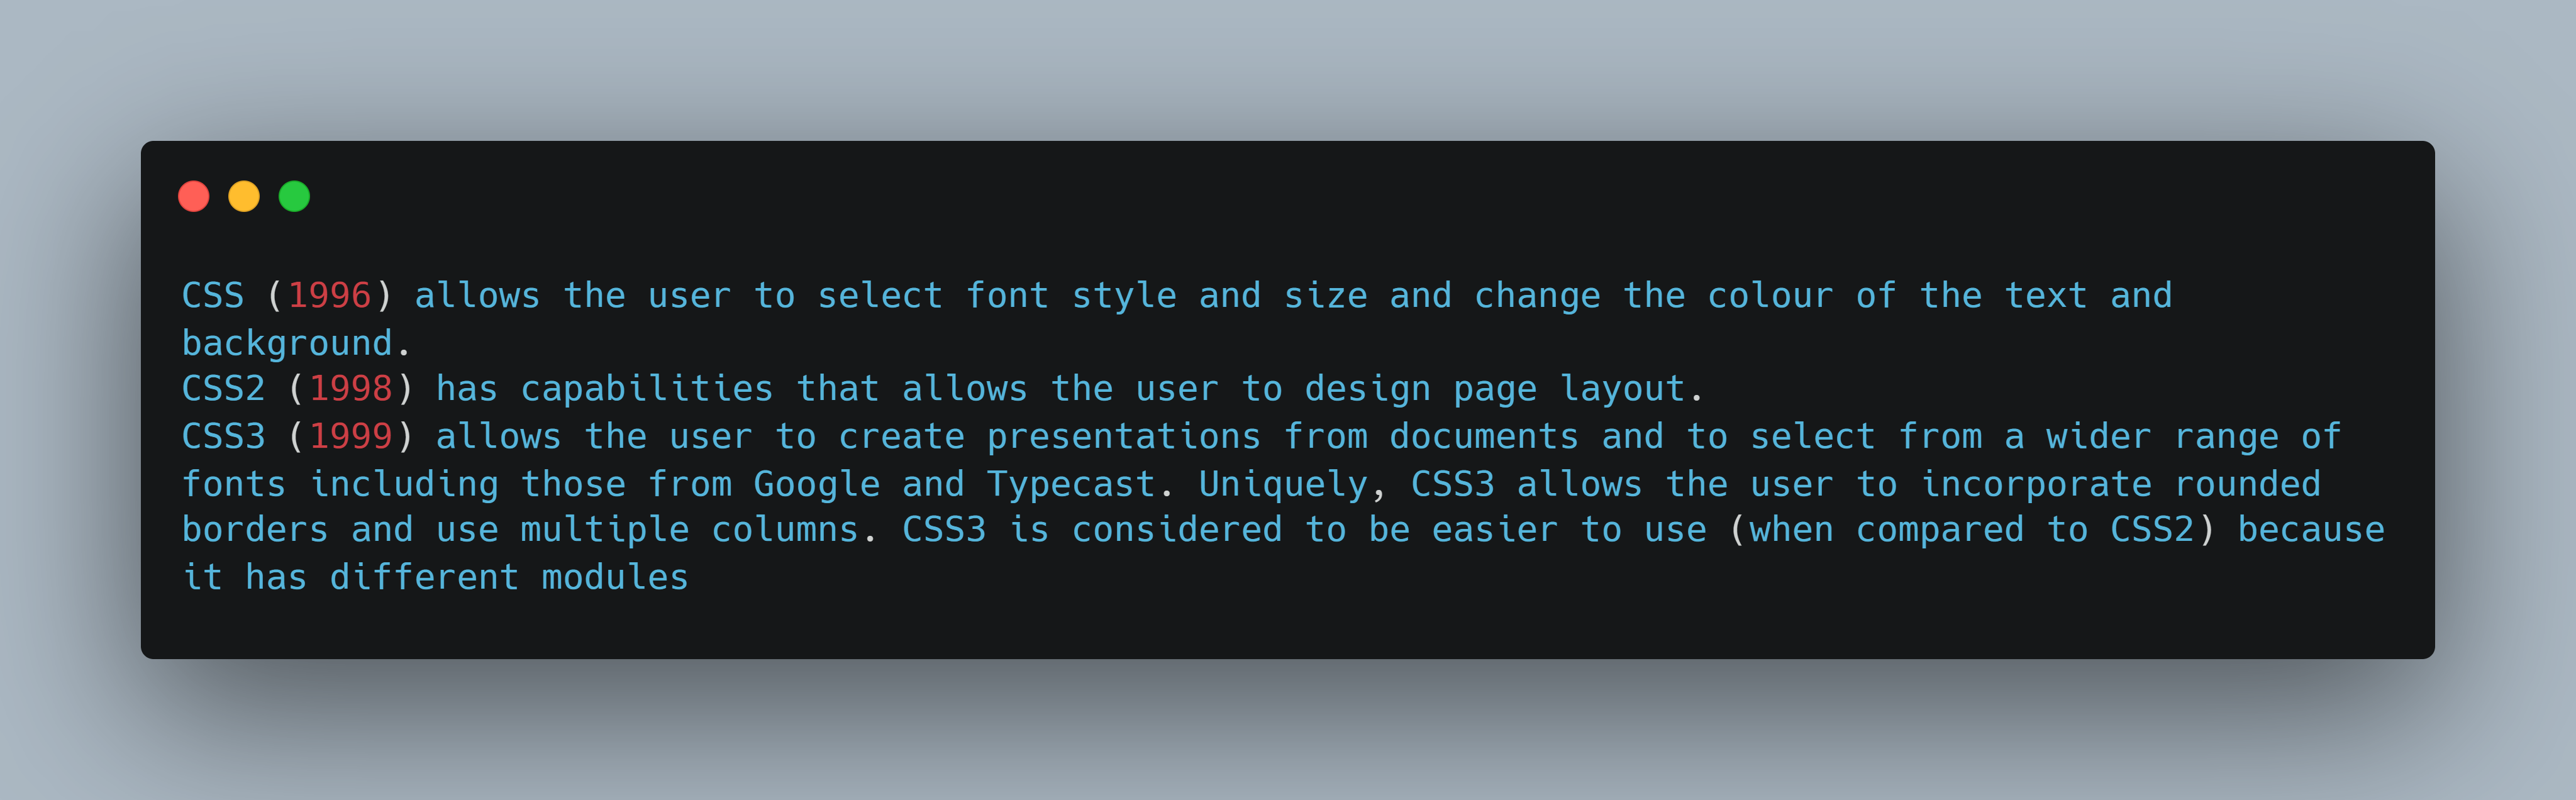 CSS (1996) allows the user to select font style and size and change the colour of the text and
background.
CSS2 (1998) has capabilities that allows the user to design page layout.
CSS3 (1999) allows the user to create presentations from documents and to select from a wider range of
fonts including those from Google and Typecast. Uniquely, CSS3 allows the user to incorporate rounded
borders and use multiple columns. CSS3 is considered to be easier to use (when compared to CSS2) because
it has different modules